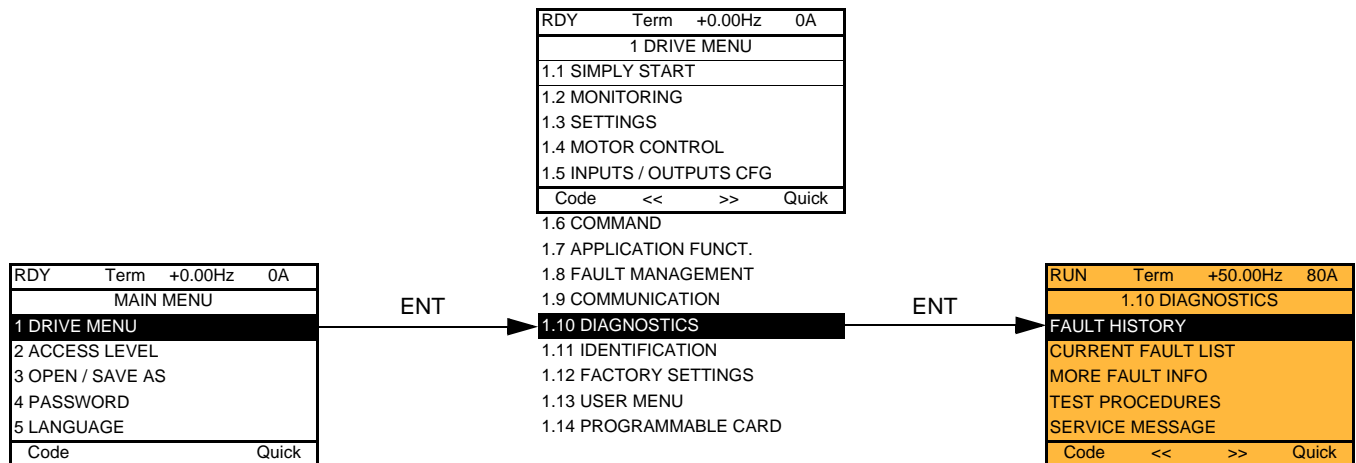 RDY Term +0.00Hz 0A
MAIN MENU
1 DRIVE MENU
2 ACCESS LEVEL
3 OPEN / SAVE AS
4 PASSWORD
5 LANGUAGE
Code Quick
ENT
RDY Term +0.00Hz 0A
1 DRIVE MENU
1.1 SIMPLY START
1.2 MONITORING
1.3 SETTINGS
1.4 MOTOR CONTROL
1.5 INPUTS / OUTPUTS CFG
Code << >> Quick
1.6 COMMAND
1.7 APPLICATION FUNCT.
1.8 FAULT MANAGEMENT
1.9 COMMUNICATION
1.10 DIAGNOSTICS
1.11 IDENTIFICATION
1.12 FACTORY SETTINGS
1.13 USER MENU
1.14 PROGRAMMABLE CARD
ENT
RUN Term +50.00Hz 80A
1.10 DIAGNOSTICS
FAULT HISTORY
CURRENT FAULT LIST
MORE FAULT INFO
TEST PROCEDURES
SERVICE MESSAGE
Code << >> Quick